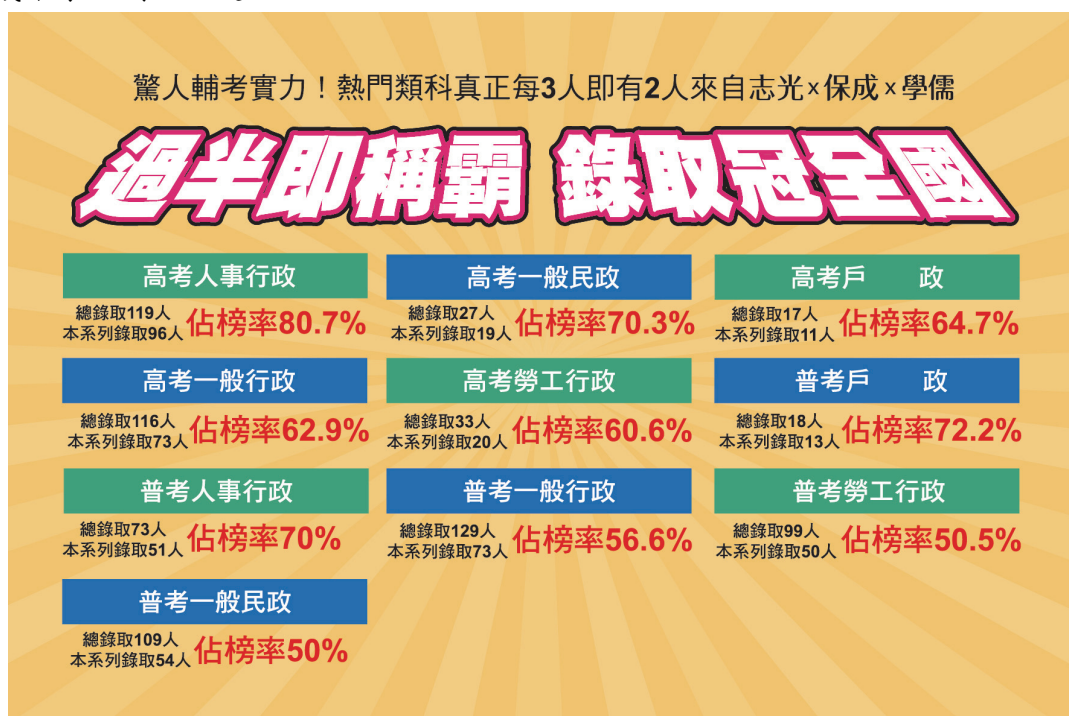 驚人輔考實力！熱門類科真正每3人即有2人來自志光×保成×學儒
過半即稱霸 錄取冠全國
高考人事行政
總錄取119人
本系列錄取96人
佔榜率80.7%
高考一般民政
總錄取27人
本系列錄取19人
佔榜率70.3%
高考戶 政
總錄取17人
本系列錄取11人
佔榜率64.7%
高考一般行政
總錄取116人
本系列錄取73人
佔榜率62.9%
高考勞工行政
總錄取33人
本系列錄取20人
佔榜率60.6%
普考戶 政
總錄取18人
本系列錄取13人
佔榜率72.2%
普考人事行政
總錄取73人
本系列錄取51人
佔榜率70%
普考一般行政
總錄取129人
本系列錄取73人
佔榜率56.6%
普考勞工行政
總錄取99人
本系列錄取50人
佔榜率50.5%
普考一般民政
總錄取109人
本系列錄取54人
佔榜率50%